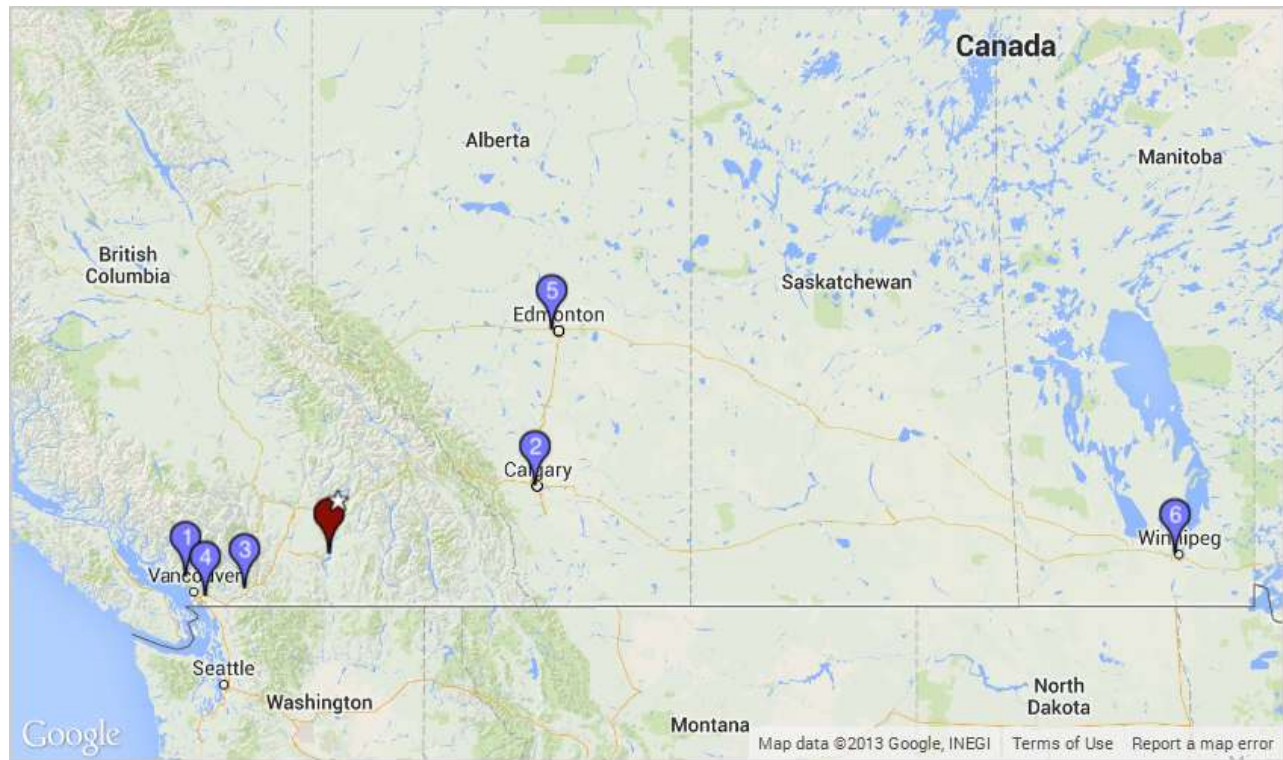 Canada
Alberta
Manitoba
British
Columbia
Saskatchewan
5
Edmonton
2
Calgary
1
4
3
Vancouver
6
Winnipeg
Seattle
Washington
North
Dakota
Montana
Google
Map data ©2013 Google, INEGI
Terms of Use
Report a map error